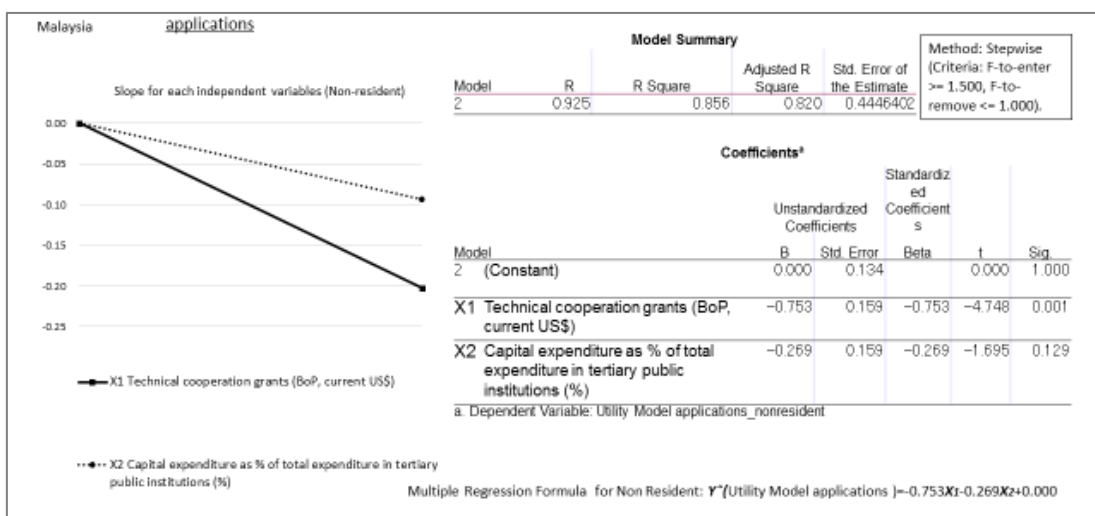 Malaysia
applications
Slope for each independent variables (Non-resident)
0.00
-0.05
-0.10
-0.15
-0.20
-0.25
X1 Technical cooperation grants (BoP, current US$)
X2 Capital expenditure as % of total expenditure in tertiary
public institutions (%)
Model Summary
Model R R Square Adjusted R Square Std. Error of the Estimate
2 0.925 0.856 0.820 0.4446402
Method: Stepwise
(Criteria: F-to-enter
>= 1.500, F-to-
remove <= 1.000).
Coefficientsᵃ
Unstandardized Coefficients
Standardiz
ed
Coefficient
s
Model B Std. Error Beta t Sig.
2 (Constant) 0.000 0.134 0.000 1.000
X1 Technical cooperation grants (BoP, −0.753 0.159 −0.753 −4.748 0.001
current US$)
X2 Capital expenditure as % of total −0.269 0.159 −0.269 −1.695 0.129
expenditure in tertiary public
institutions (%)
a. Dependent Variable: Utility Model applications_nonresident
Multiple Regression Formula for Non Resident: Y^(Utility Model applications )=-0.753X1-0.269X2+0.000